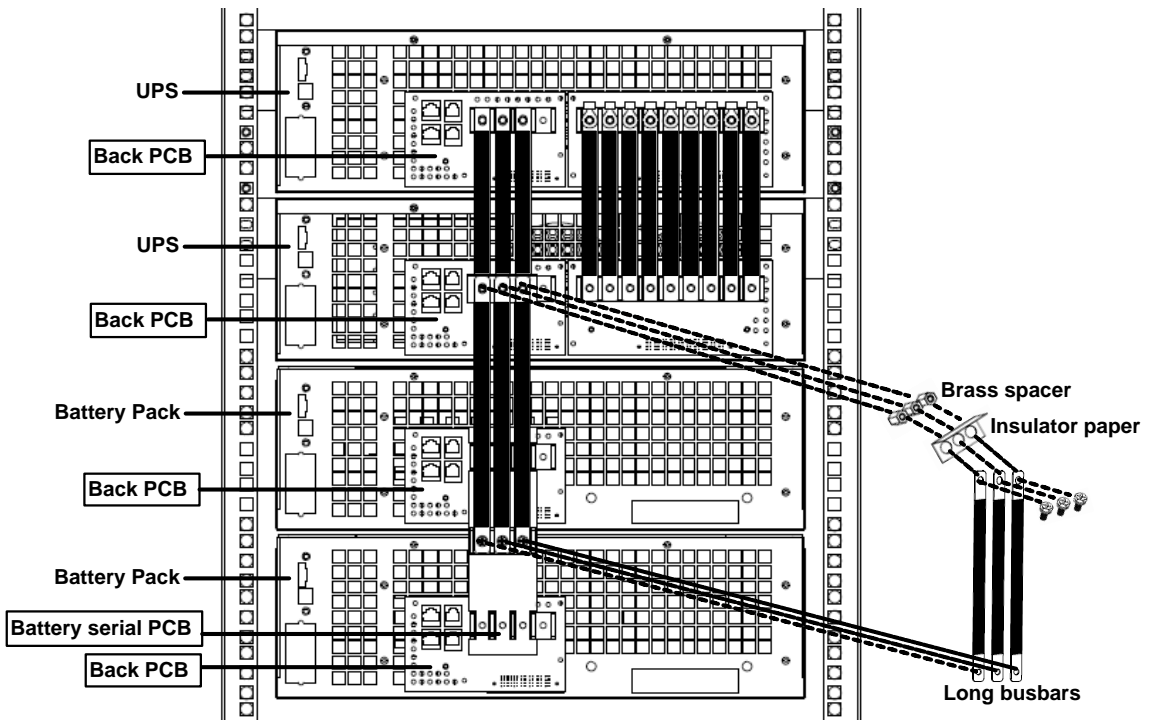 UPS
Back PCB
UPS
Back PCB
Brass spacer
Battery Pack
Insulator paper
Back PCB
Battery Pack
Battery serial PCB
Back PCB
Long busbars